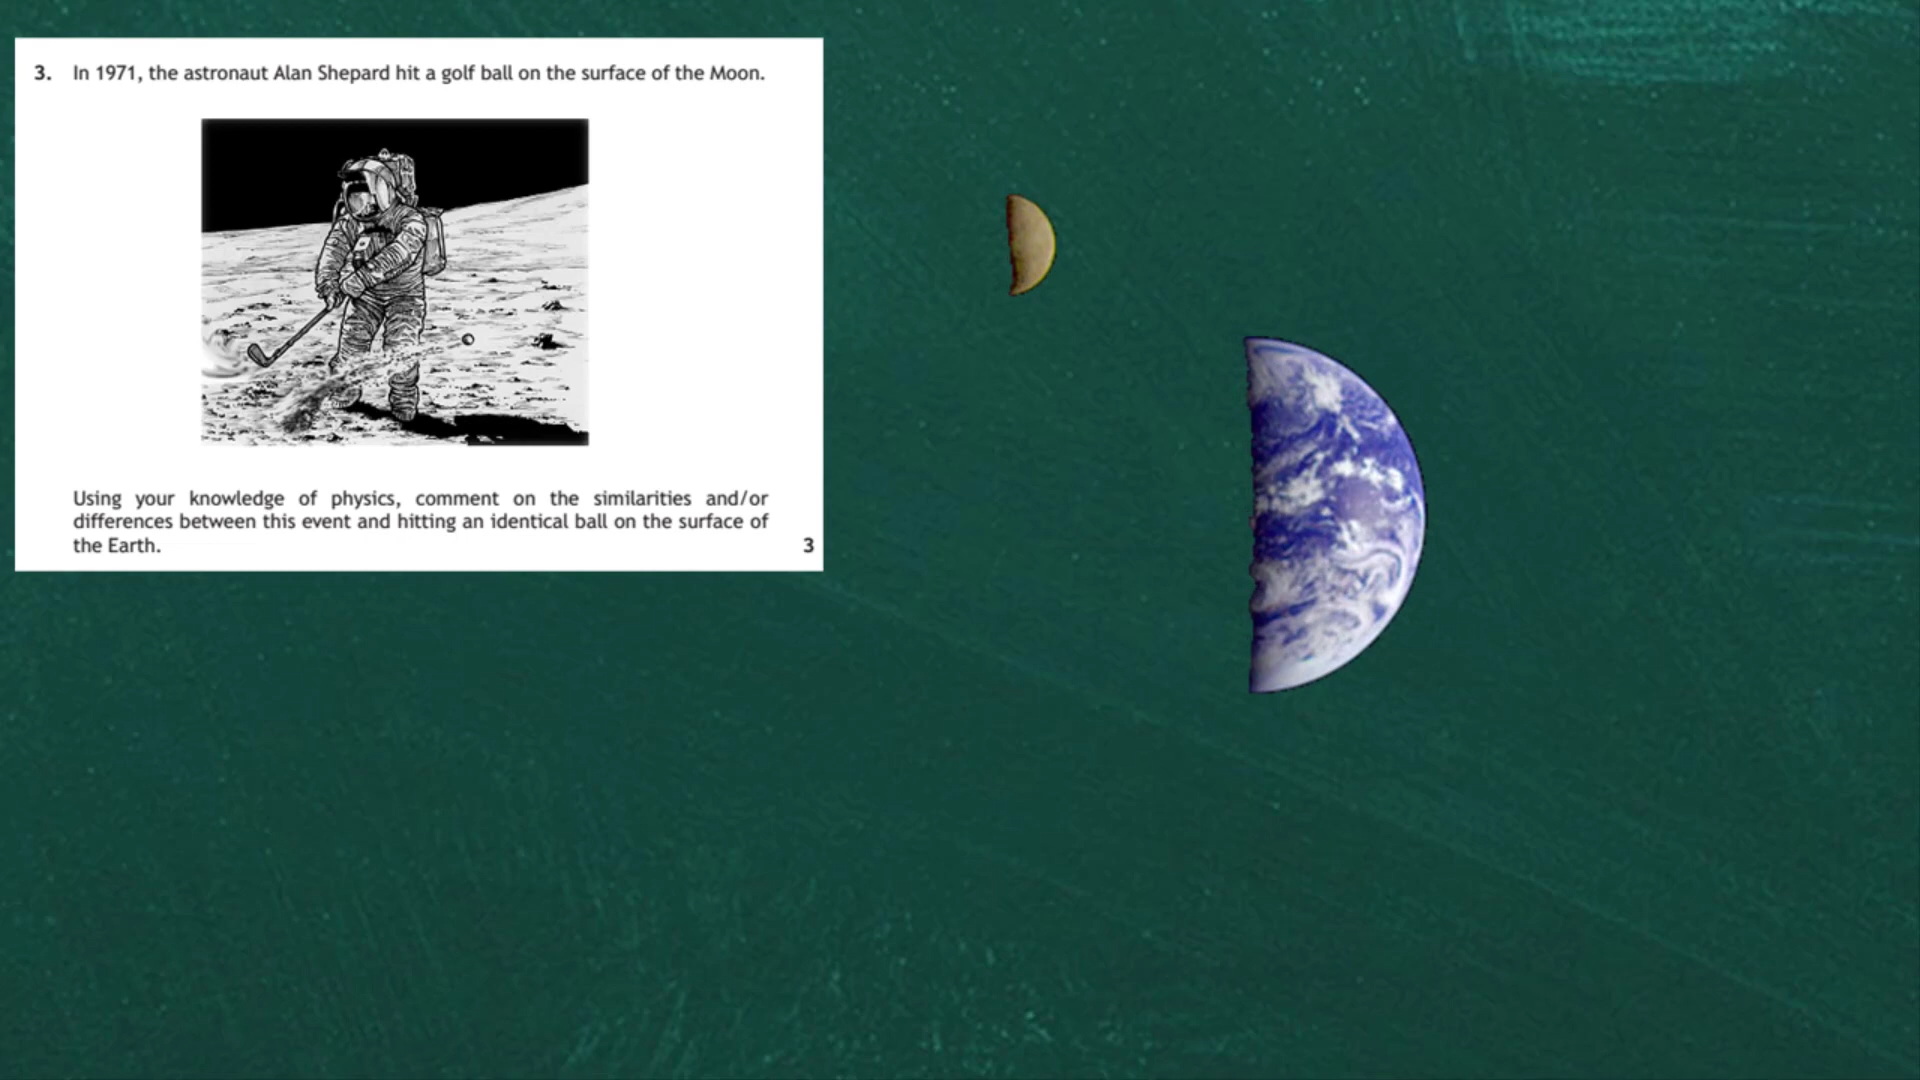 3. In 1971, the astronaut Alan Shepard hit a golf ball on the surface of the Moon.
Using your knowledge of physics, comment on the similarities and/or
differences between this event and hitting an identical ball on the surface of
the Earth. 3